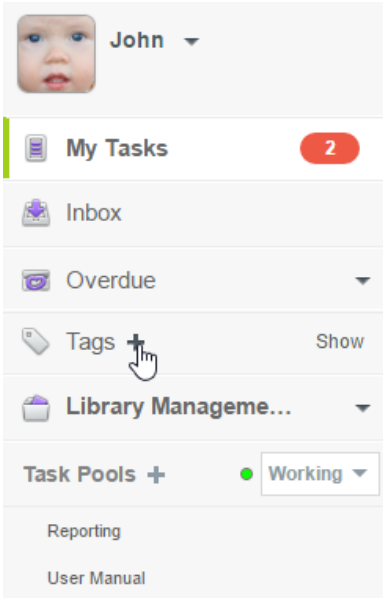 John
My Tasks 2
Inbox
Overdue
Tags + Show
Library Manageme...
Task Pools + Working
Reporting
User Manual